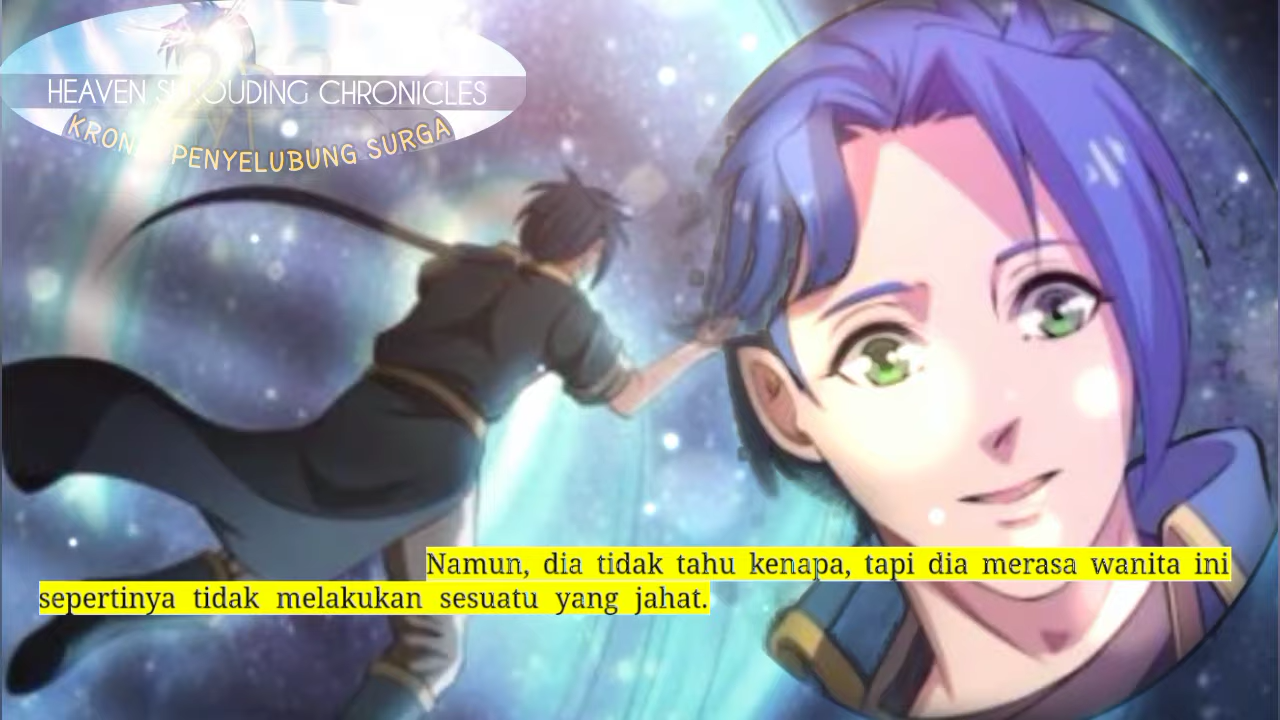 HEAVEN SHROUDING CHRONICLES
PENYELUBUNG SURGA
Namun, dia tidak tahu kenapa, tapi dia merasa wanita ini
sepertinya tidak melakukan sesuatu yang jahat.